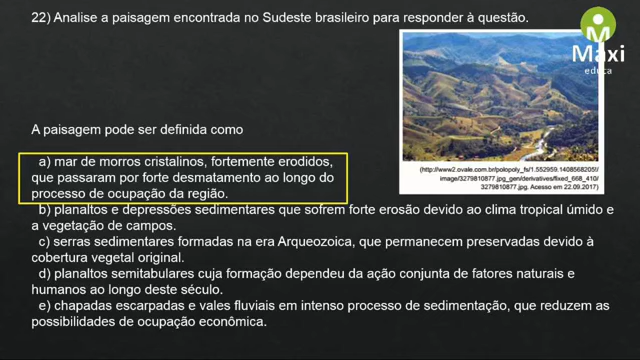 22) Analise a paisagem encontrada no Sudeste brasileiro para responder à questão.
Maxi
educa
A paisagem pode ser definida como
a) mar de morros cristalinos, fortemente erodidos,
que passaram por forte desmatamento ao longo do
processo de ocupação da região.
(http://www2.ovale.com.br/polopoly_fs/1.552959.1408568205!/
image/3279810877.jpg_gen/derivatives/fixed_668_410/
3279810877.jpg. Acesso em 22.09.2017)
b) planaltos e depressões sedimentares que sofrem forte erosão devido ao clima tropical úmido e
a vegetação de campos.
c) serras sedimentares formadas na era Arqueozoica, que permanecem preservadas devido à
cobertura vegetal original.
d) planaltos semitabulares cuja formação dependeu da ação conjunta de fatores naturais e
humanos ao longo deste século.
e) chapadas escarpadas e vales fluviais em intenso processo de sedimentação, que reduzem as
possibilidades de ocupação econômica.